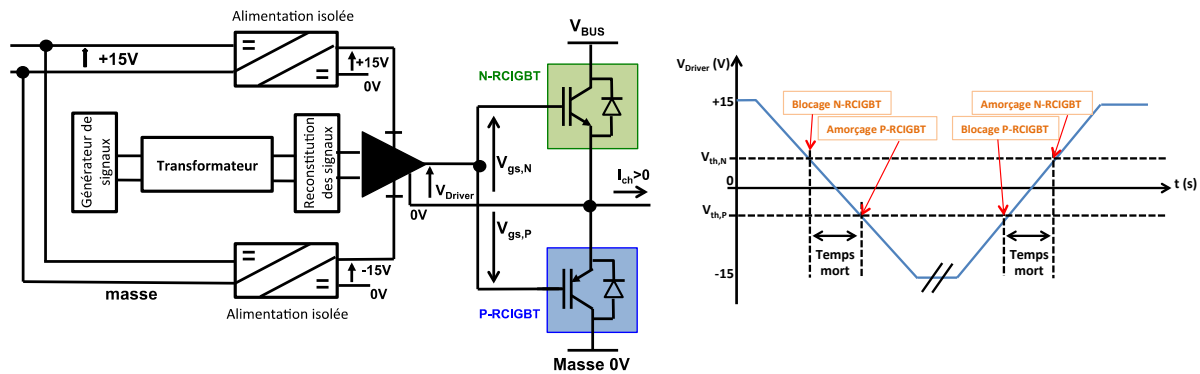 Alimentation isolée
+15V
+15V
0V
Générateur de
signaux
Transformateur
Reconstitution
des signaux
V_Driver
0V
-15V
0V
masse
Alimentation isolée
V_BUS
N-RCIGBT
V_gs,N
I_ch>0
V_gs,P
P-RCIGBT
Masse 0V
V_Driver (V)
+15
Blocage N-RCIGBT
Amorçage N-RCIGBT
Amorçage P-RCIGBT
Blocage P-RCIGBT
V_th,N
0
t (s)
V_th,P
Temps
mort
Temps
mort
-15